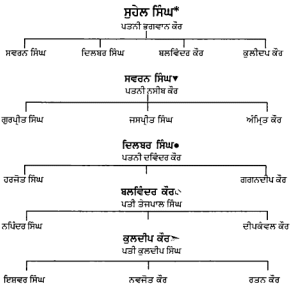 ਸੁਹੇਲ ਸਿੰਘ*
ਪਤਨੀ ਭਗਵਾਨ ਕੌਰ
ਸਵਰਨ ਸਿੰਘ ਦਿਲਬਰ ਸਿੰਘ ਬਲਵਿੰਦਰ ਕੌਰ ਕੁਲਦੀਪ ਕੌਰ
ਸਵਰਨ ਸਿੰਘ▾
ਪਤਨੀ ਨਸੀਬ ਕੌਰ
ਗੁਰਪ੍ਰੀਤ ਸਿੰਘ ਜਸਪ੍ਰੀਤ ਸਿੰਘ ਅੰਮ੍ਰਿਤ ਕੌਰ
ਦਿਲਬਰ ਸਿੰਘ●
ਪਤਨੀ ਦਵਿੰਦਰ ਕੌਰ
ਹਰਜੋਤ ਸਿੰਘ ਗਗਨਦੀਪ ਕੌਰ
ਬਲਵਿੰਦਰ ਕੌਰ
ਪਤੀ ਤੇਜਪਾਲ ਸਿੰਘ
ਨਪਿੰਦਰ ਸਿੰਘ ਦੀਪਕੰਵਲ ਕੌਰ
ਕੁਲਦੀਪ ਕੌਰ
ਪਤੀ ਕੁਲਦੀਪ ਸਿੰਘ
ਇਸ਼ਵਰ ਸਿੰਘ ਨਵਜੋਤ ਕੌਰ ਰਤਨ ਕੌਰ